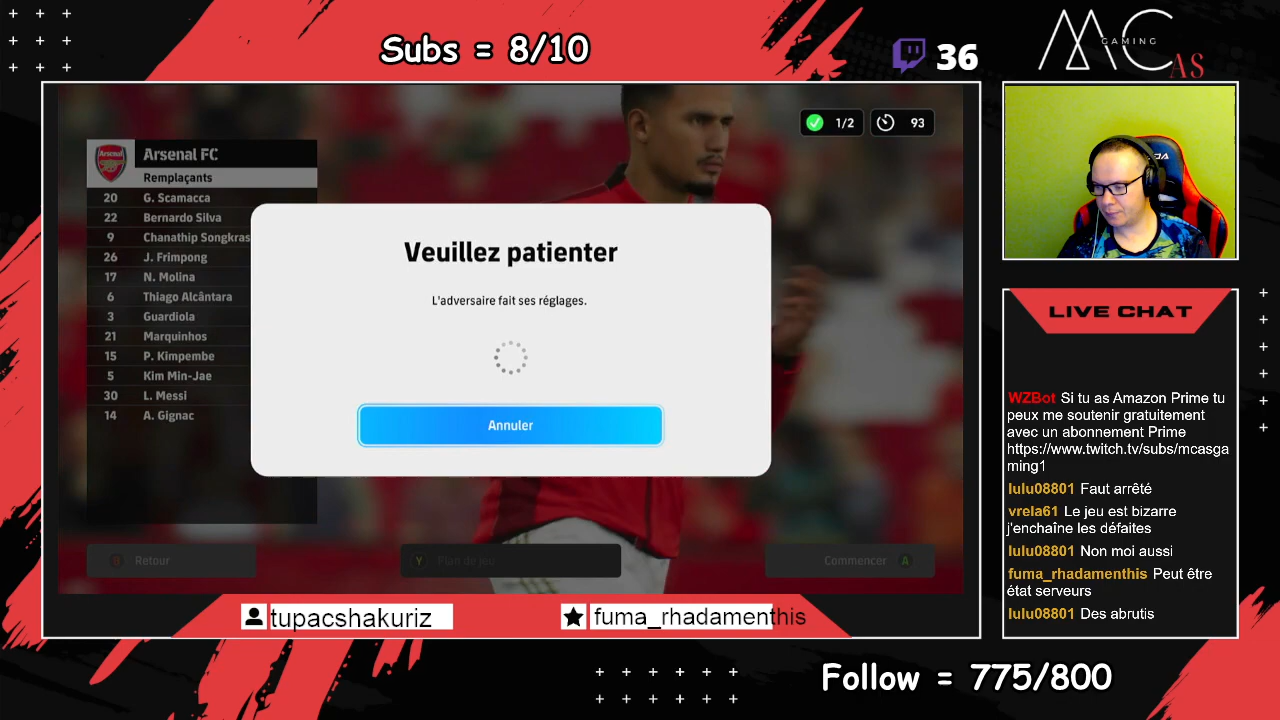 Subs = 8/10
36
MC
GAMING
AS
1/2
93
Arsenal
Arsenal FC
Remplaçants
20 G. Scamacca
22 Bernardo Silva
9 Chanathip Songkras
26 J. Frimpong
17 N. Molina
6 Thiago Alcântara
3 Guardiola
21 Marquinhos
15 P. Kimpembe
5 Kim Min-Jae
30 L. Messi
14 A. Gignac
Veuillez patienter
L'adversaire fait ses réglages.
Annuler
B Retour
Y Plan de jeu
Commencer A
LIVE CHAT
WZBot Si tu as Amazon Prime tu
peux me soutenir gratuitement
avec un abonnement Prime
https://www.twitch.tv/subs/mcasga
ming1
lulu08801 Faut arrêté
vrela61 Le jeu est bizarre
j'enchaîne les défaites
lulu08801 Non moi aussi
fuma_rhadamenthis Peut être
état serveurs
lulu08801 Des abrutis
tupacshakuriz
fuma_rhadamenthis
Follow = 775/800